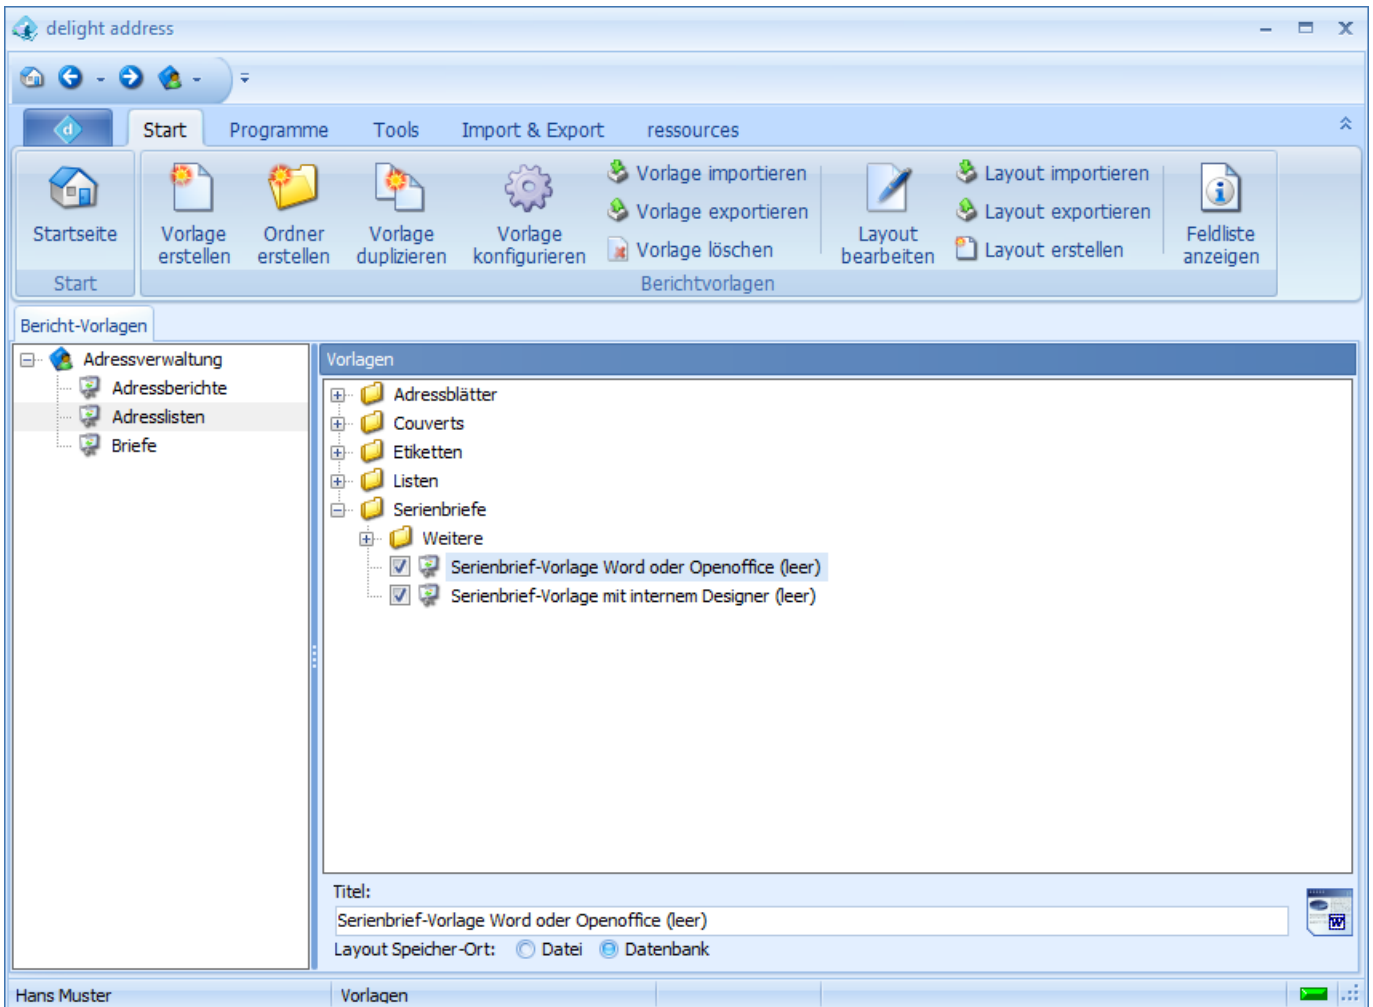 delight address
Start Programme Tools Import & Export ressources
Startseite
Vorlage erstellen
Ordner erstellen
Vorlage duplizieren
Vorlage konfigurieren
Vorlage importieren
Vorlage exportieren
Vorlage löschen
Layout bearbeiten
Layout importieren
Layout exportieren
Layout erstellen
Feldliste anzeigen
Start
Berichtvorlagen
Bericht-Vorlagen
Adressverwaltung
Adressberichte
Adresslisten
Briefe
Vorlagen
Adressblätter
Couverts
Etiketten
Listen
Serienbriefe
Weitere
Serienbrief-Vorlage Word oder Openoffice (leer)
Serienbrief-Vorlage mit internem Designer (leer)
Titel:
Serienbrief-Vorlage Word oder Openoffice (leer)
Layout Speicher-Ort: Datei Datenbank
Hans Muster Vorlagen